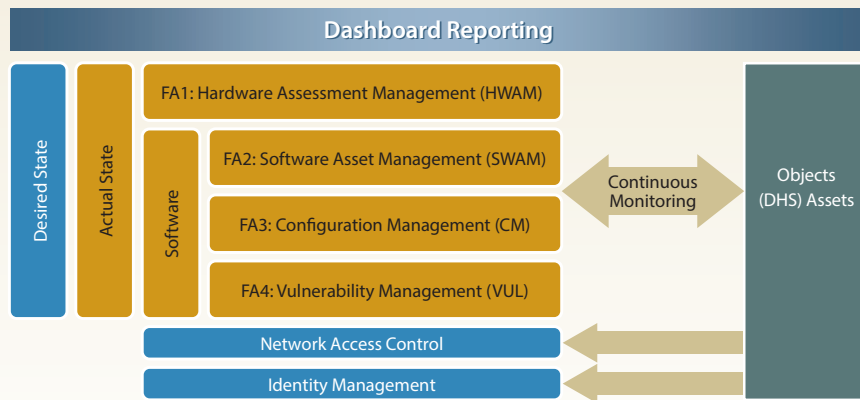 Dashboard Reporting
Desired State
Actual State
FA1: Hardware Assessment Management (HWAM)
Software
FA2: Software Asset Management (SWAM)
FA3: Configuration Management (CM)
FA4: Vulnerability Management (VUL)
Continuous
Monitoring
Objects
(DHS) Assets
Network Access Control
Identity Management